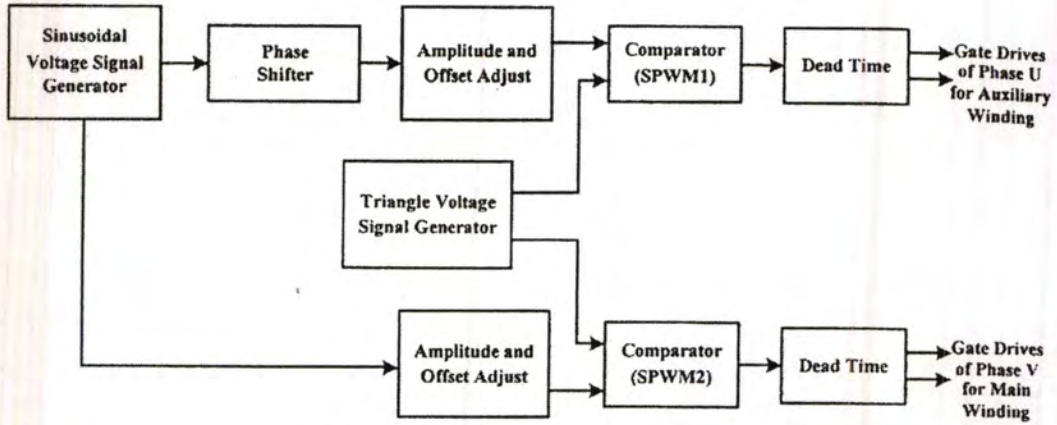 Sinusoidal
Voltage Signal
Generator
Phase
Shifter
Amplitude and
Offset Adjust
Comparator
(SPWM1)
Dead Time
Gate Drives
of Phase U
for Auxiliary
Winding
Triangle Voltage
Signal Generator
Amplitude and
Offset Adjust
Comparator
(SPWM2)
Dead Time
Gate Drives
of Phase V
for Main
Winding